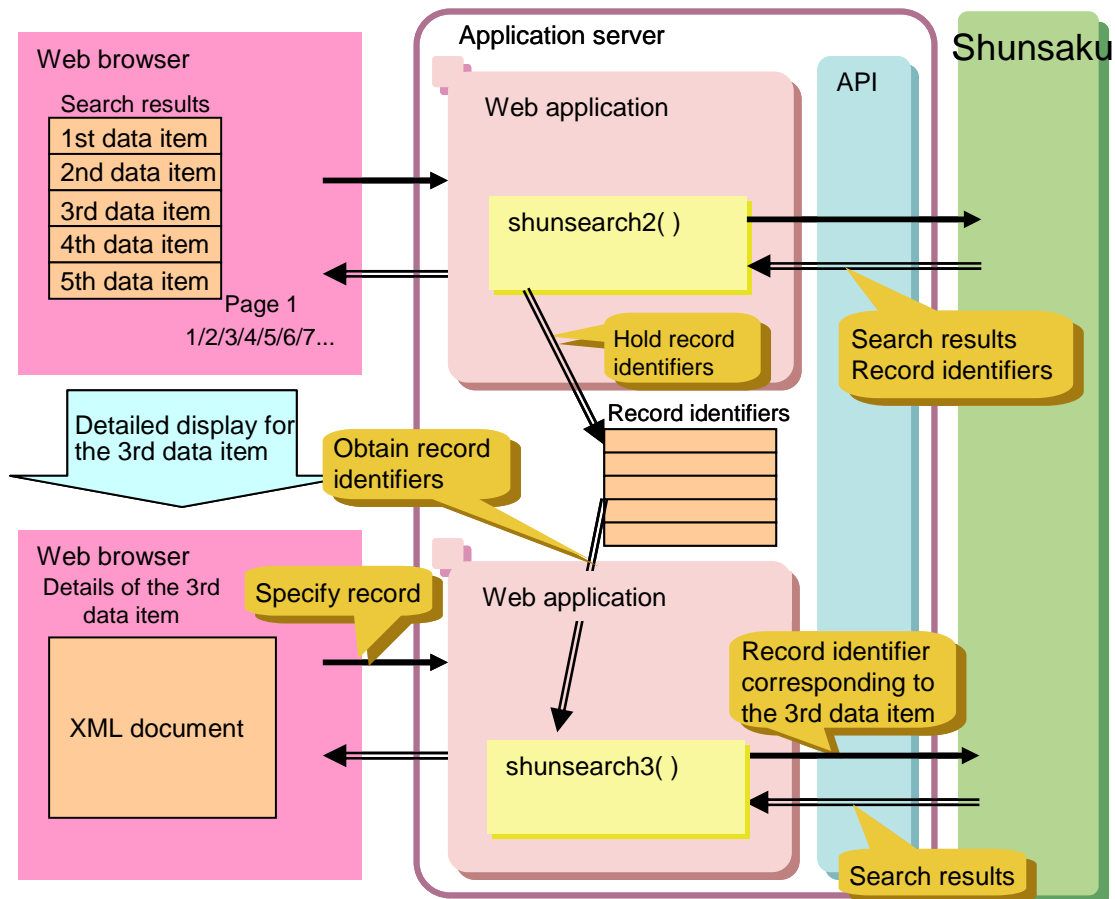 Application server
Shunsaku
Web browser
API
Search results
Web application
1st data item
2nd data item
3rd data item
4th data item
5th data item
shunsearch2( )
Page 1
1/2/3/4/5/6/7...
Hold record
identifiers
Search results
Record identifiers
Record identifiers
Detailed display for
the 3rd data item
Obtain record
identifiers
Web browser
Details of the 3rd
data item
Specify record
Web application
Record identifier
corresponding to
the 3rd data item
XML document
shunsearch3( )
Search results